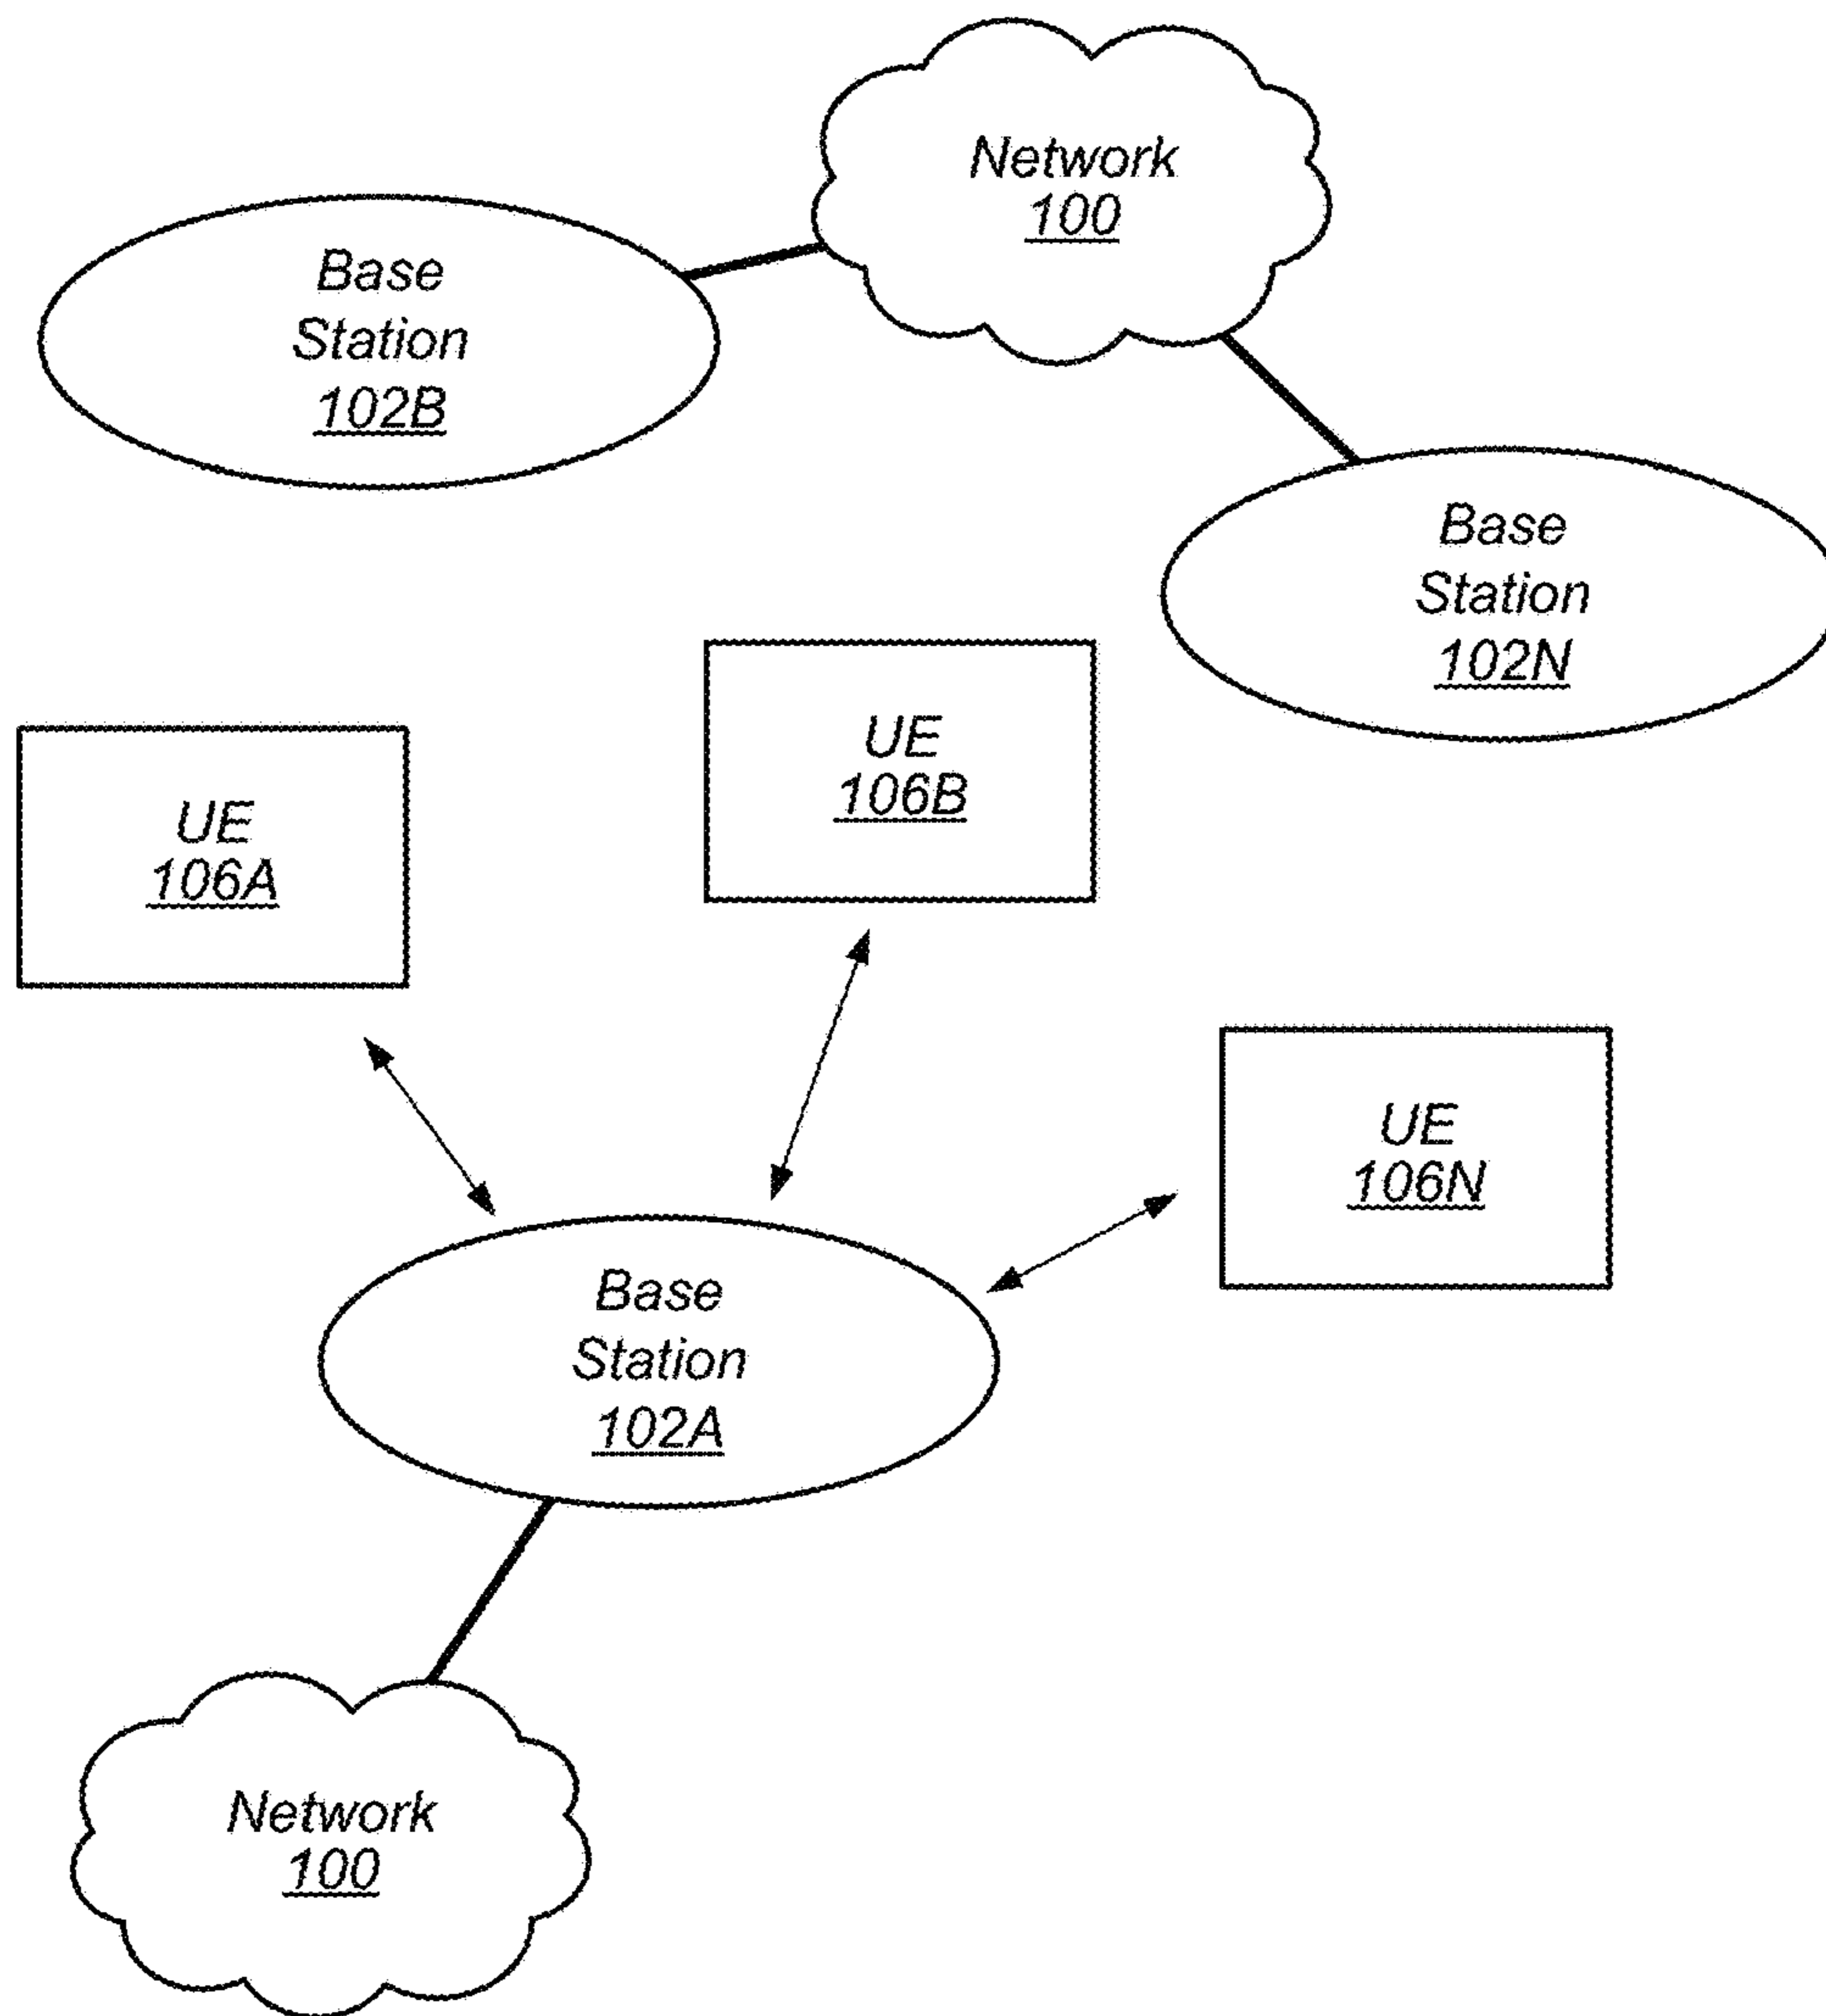 Network
100
Base
Station
102B
Base
Station
102N
UE
106B
UE
106A
UE
106N
Base
Station
102A
Network
100